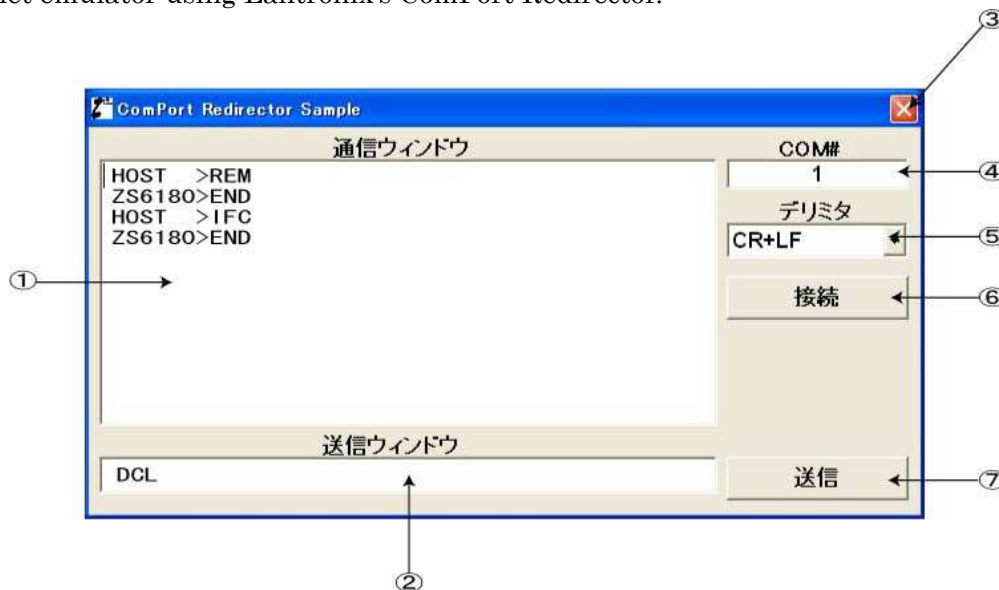 net emulator using Lantronix's ComPort Redirector.
③
ComPort Redirector Sample
通信ウィンドウ
COM#
HOST >REM
ZS6180>END
HOST >IFC
ZS6180>END
1
④
デリミタ
CR+LF
⑤
①
接続
⑥
送信ウィンドウ
DCL
送信
⑦
②